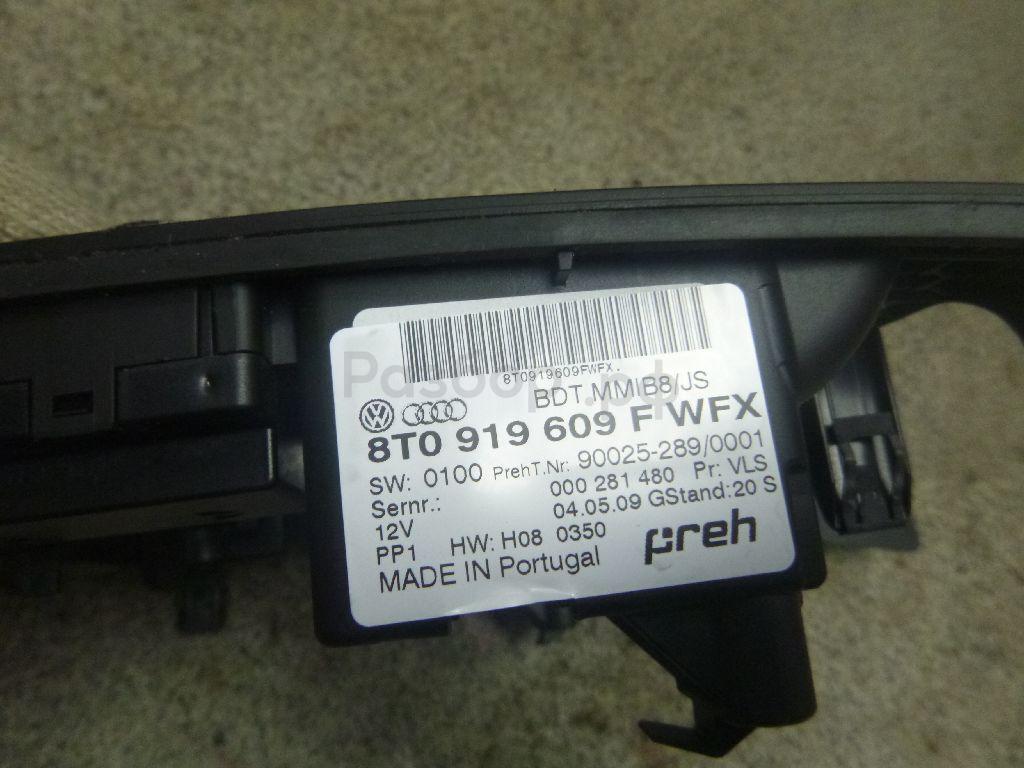 8T0919609FWFX.
BDT.MMIB8/JS
8T0 919 609 F WFX
SW: 0100 PrehT.Nr: 90025-289/0001
Sernr.: 000 281 480 Pr: VLS
12V 04.05.09 GStand:20 S
PP1 HW: H08 0350
MADE IN Portugal preh